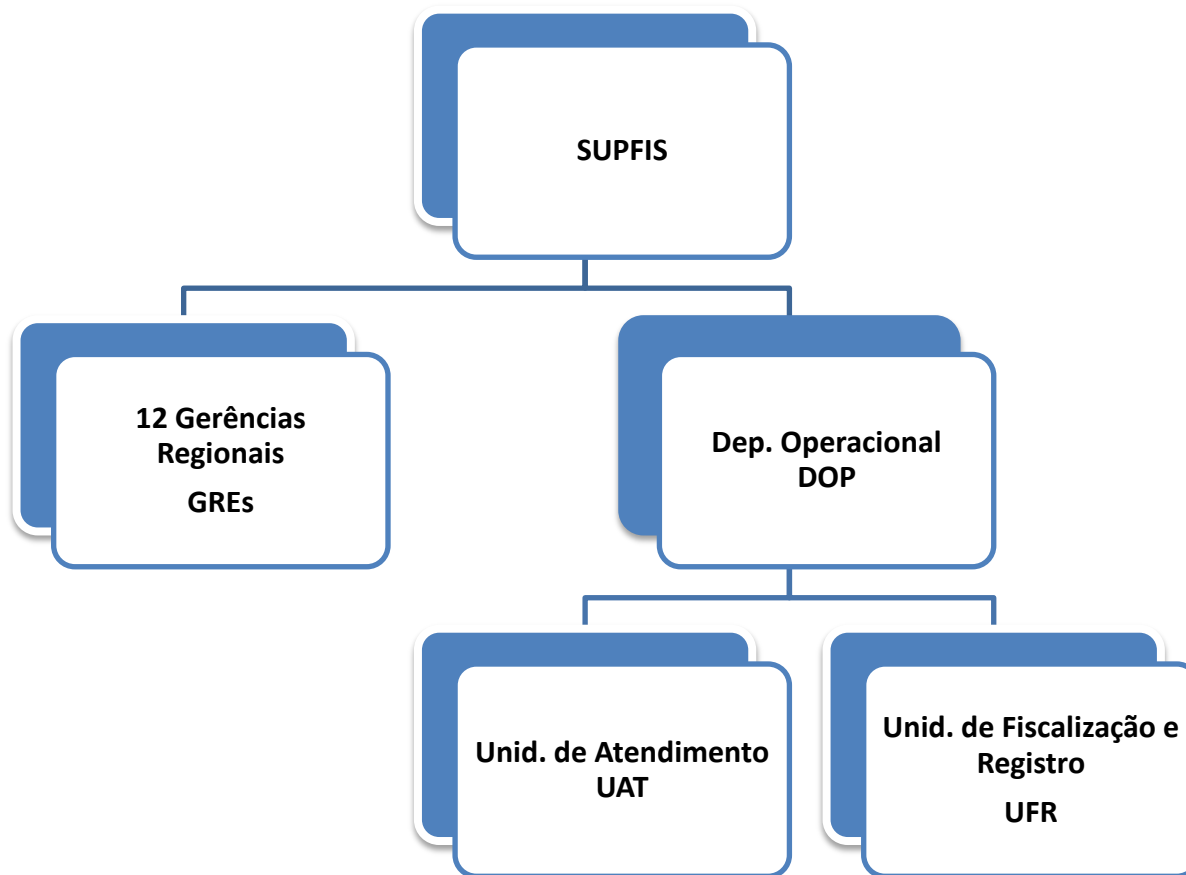 SUPFIS
12 Gerências
Regionais
GREs
Dep. Operacional
DOP
Unid. de Atendimento
UAT
Unid. de Fiscalização e
Registro
UFR